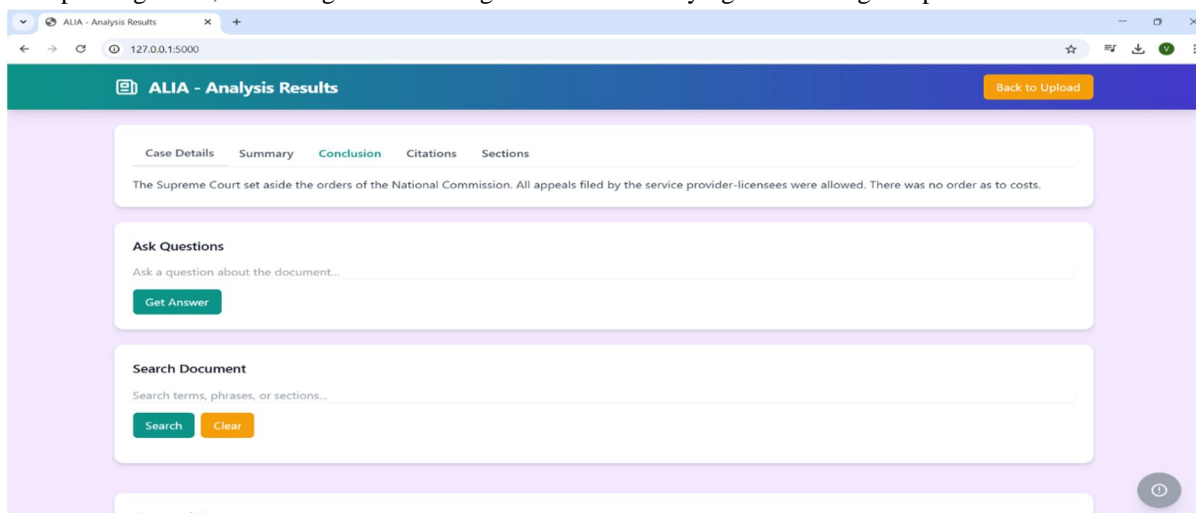 ALIA - Analysis Results
127.0.0.1:5000
V
ALIA - Analysis Results
Back to Upload
Case Details Summary Conclusion Citations Sections
The Supreme Court set aside the orders of the National Commission. All appeals filed by the service provider-licensees were allowed. There was no order as to costs.
Ask Questions
Ask a question about the document...
Get Answer
Search Document
Search terms, phrases, or sections...
Search Clear